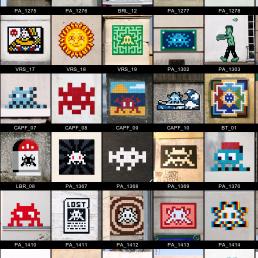 PA_1275 PA_1276 BRL_12 PA_1277 PA_1278
VRS_17 VRS_18 VRS_19 PA_1302 PA_1303
CAPF_07 CAPF_08 CAPF_09 CAPF_10 BT_01
LBR_06 PA_1367 PA_1368 PA_1369 PA_1370
LOST
PA_1410 PA_1411 PA_1412 PA_1413 PA_1414